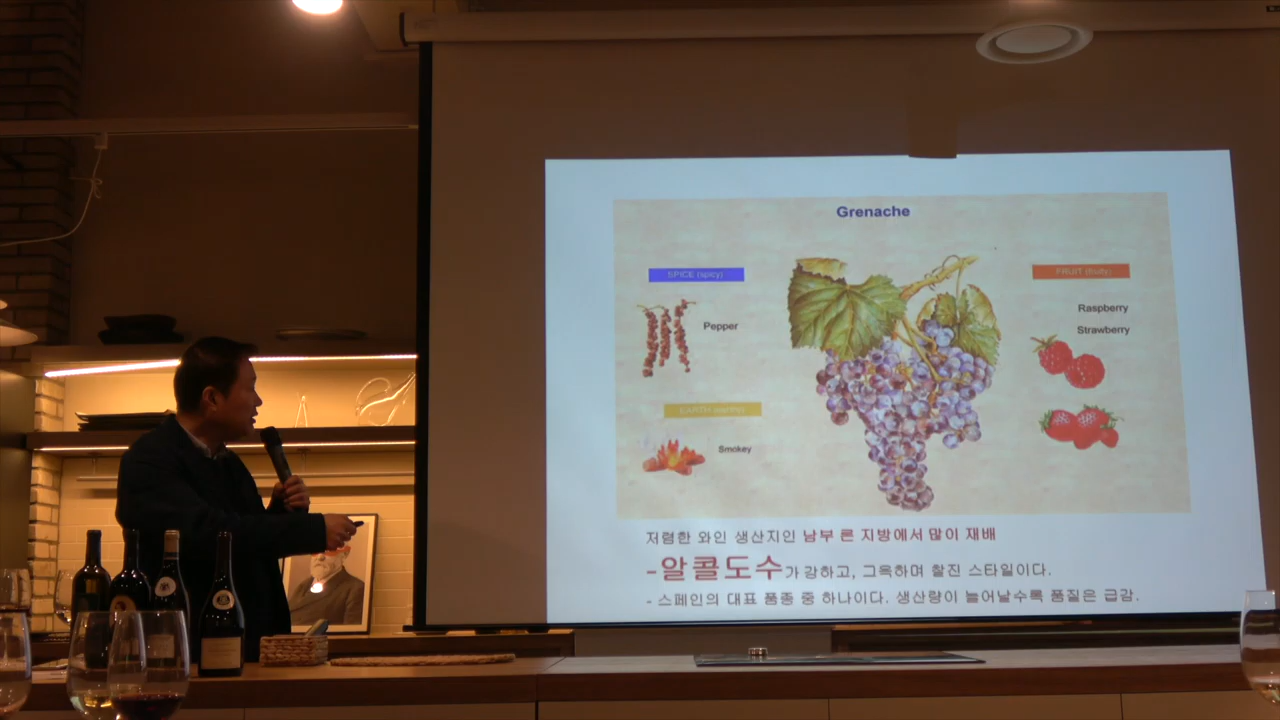 Grenache
SPICE (spicy)
Pepper
EARTH (earthy)
Smokey
FRUIT (fruity)
Raspberry
Strawberry
저렴한 와인 생산지인 남부 론 지방에서 많이 재배
-알콜도수가 강하고, 그윽하며 찰진 스타일이다.
- 스페인의 대표 품종 중 하나이다. 생산량이 늘어날수록 품질은 급감.